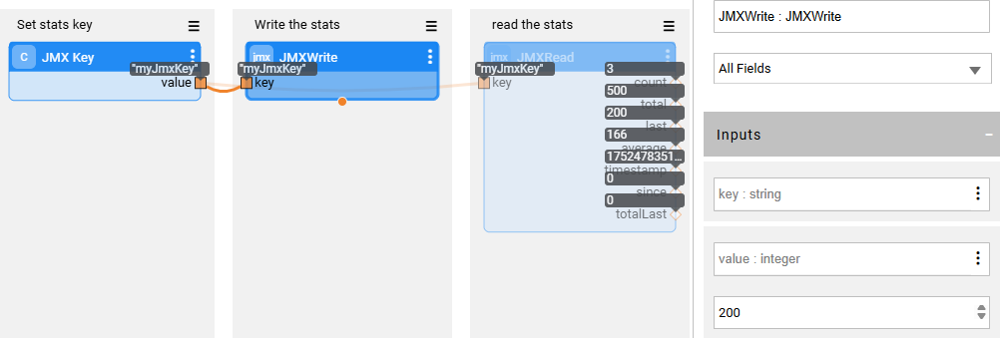 Set stats key
C JMX Key
"myJmxKey"
value
Write the stats
jmx JMXWrite
"myJmxKey"
key
read the stats
jmx JMXRead
"myJmxKey"
key
3
count
500
total
200
last
166
average
1752478351...
timestamp
0
since
0
totalLast
JMXWrite : JMXWrite
All Fields
Inputs
key : string
value : integer
200